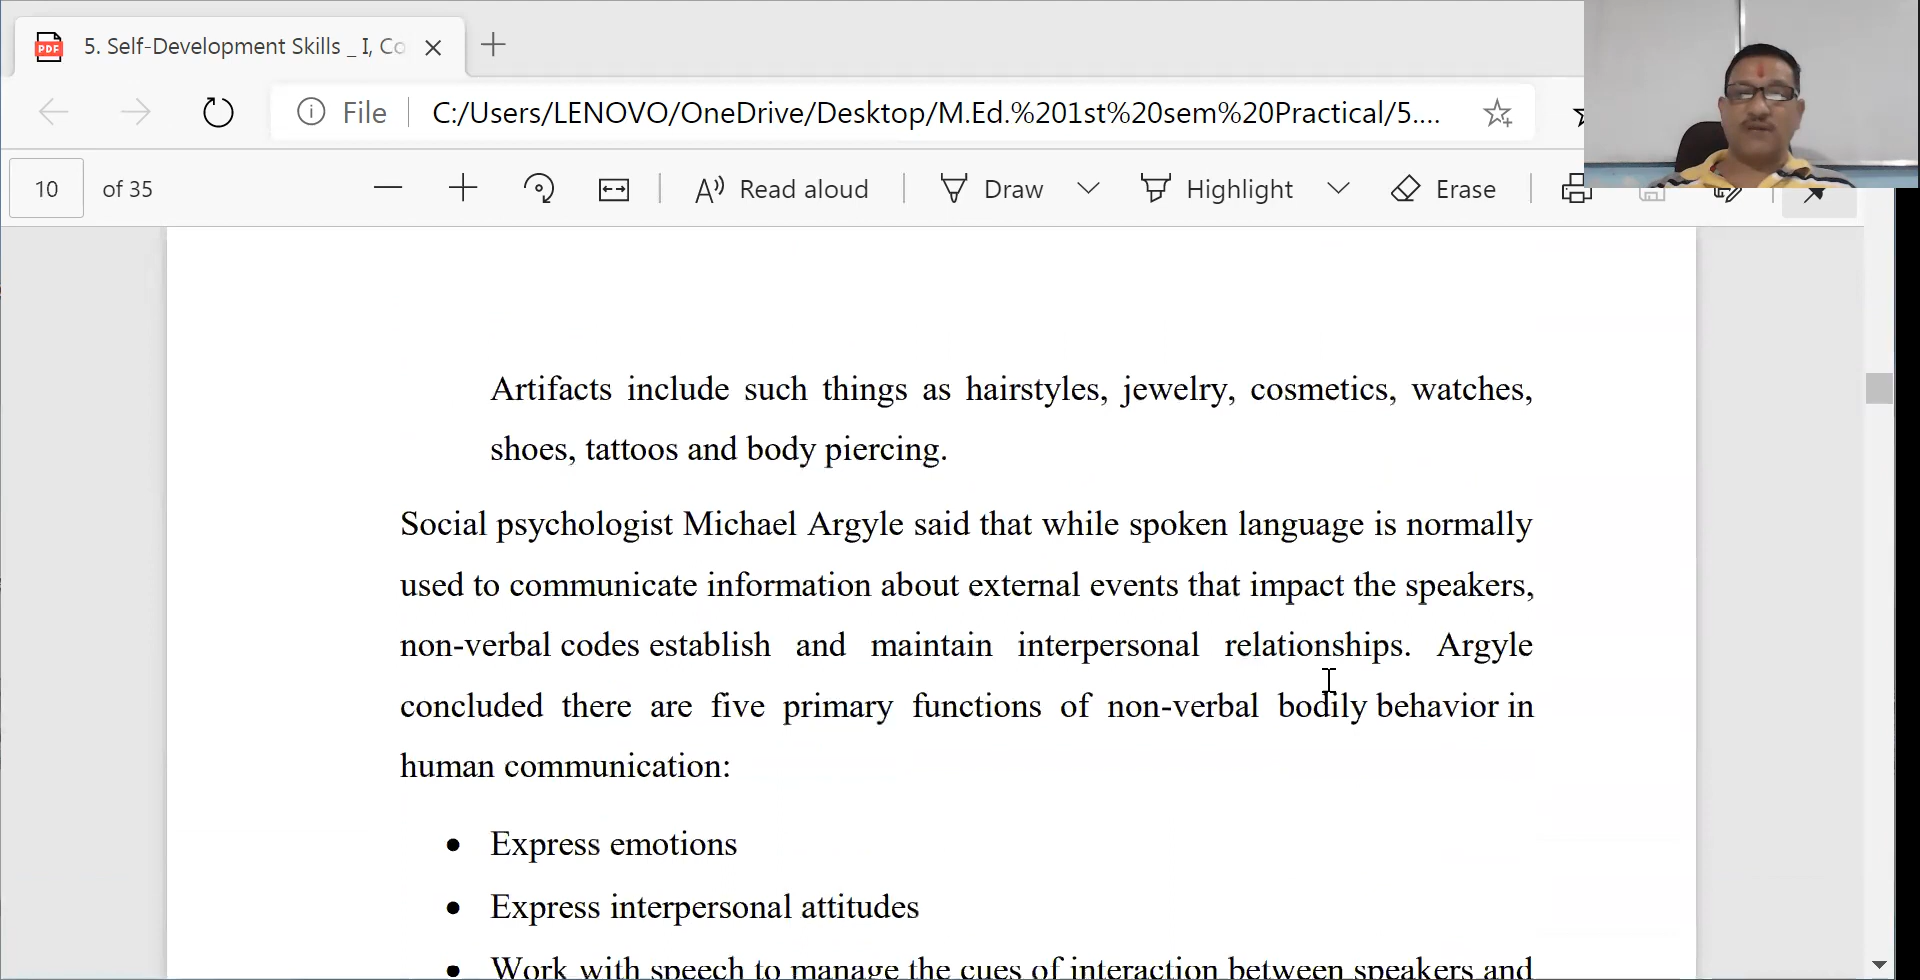 5. Self-Development Skills _ I, Co
File
C:/Users/LENOVO/OneDrive/Desktop/M.Ed.%201st%20sem%20Practical/5....
10 of 35
Read aloud
Draw
Highlight
Erase
Artifacts include such things as hairstyles, jewelry, cosmetics, watches,
shoes, tattoos and body piercing.
Social psychologist Michael Argyle said that while spoken language is normally
used to communicate information about external events that impact the speakers,
non-verbal codes establish and maintain interpersonal relationships. Argyle
concluded there are five primary functions of non-verbal bodily behavior in
human communication:
• Express emotions
• Express interpersonal attitudes
• Work with speech to manage the cues of interaction between speakers and